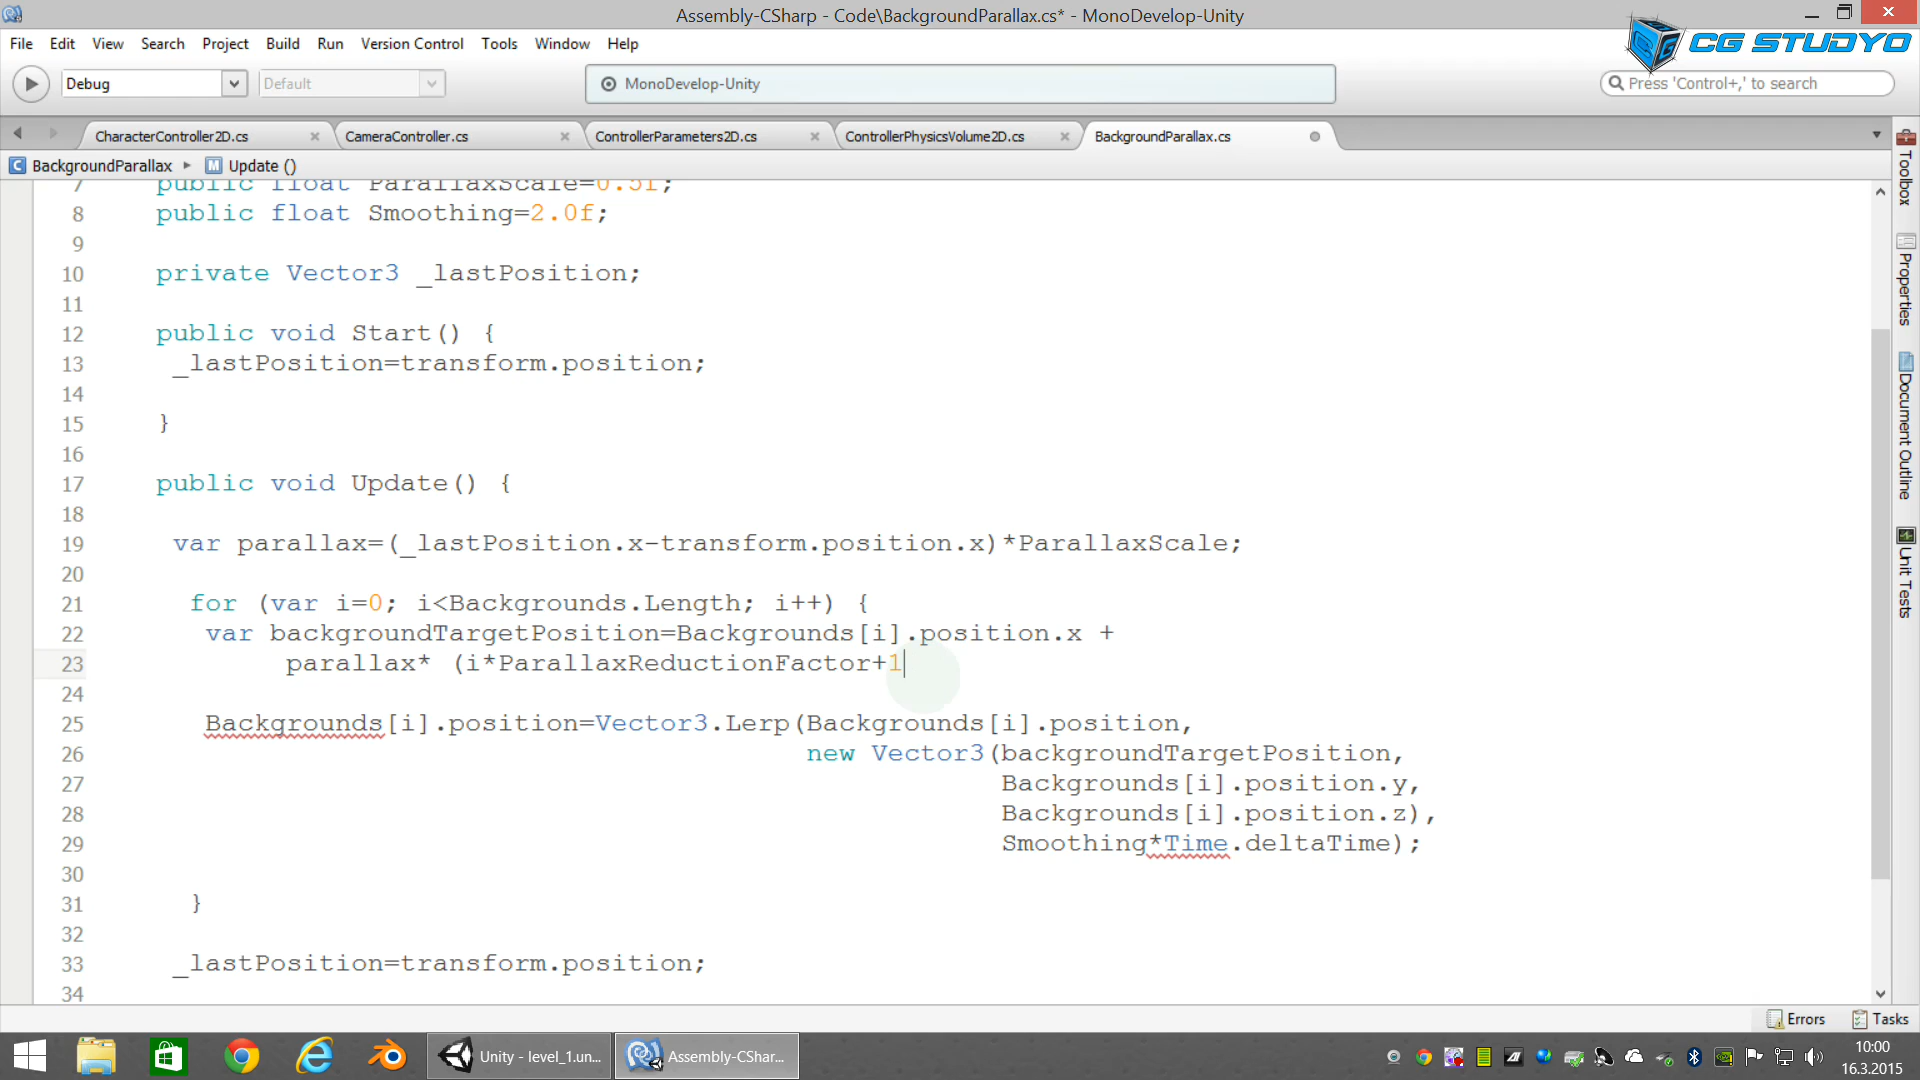 Assembly-CSharp - Code\BackgroundParallax.cs* - MonoDevelop-Unity
File Edit View Search Project Build Run Version Control Tools Window Help
CG STUDYO
Debug Default MonoDevelop-Unity Press 'Control+,' to search
CharacterController2D.cs CameraController.cs ControllerParameters2D.cs ControllerPhysicsVolume2D.cs BackgroundParallax.cs
BackgroundParallax Update ()
7 public float ParallaxScale=0.5f;
8 public float Smoothing=2.0f;
9
10 private Vector3 _lastPosition;
11
12 public void Start() {
13 _lastPosition=transform.position;
14
15 }
16
17 public void Update() {
18
19 var parallax=(_lastPosition.x-transform.position.x)*ParallaxScale;
20
21 for (var i=0; i<Backgrounds.Length; i++) {
22 var backgroundTargetPosition=Backgrounds[i].position.x +
23 parallax* (i*ParallaxReductionFactor+1
24
25 Backgrounds[i].position=Vector3.Lerp(Backgrounds[i].position,
26 new Vector3(backgroundTargetPosition,
27 Backgrounds[i].position.y,
28 Backgrounds[i].position.z),
29 Smoothing*Time.deltaTime);
30
31 }
32
33 _lastPosition=transform.position;
34
Toolbox
Properties
Document Outline
Unit Tests
Errors Tasks
Unity - level_1.un... Assembly-CShar...
10:00
16.3.2015